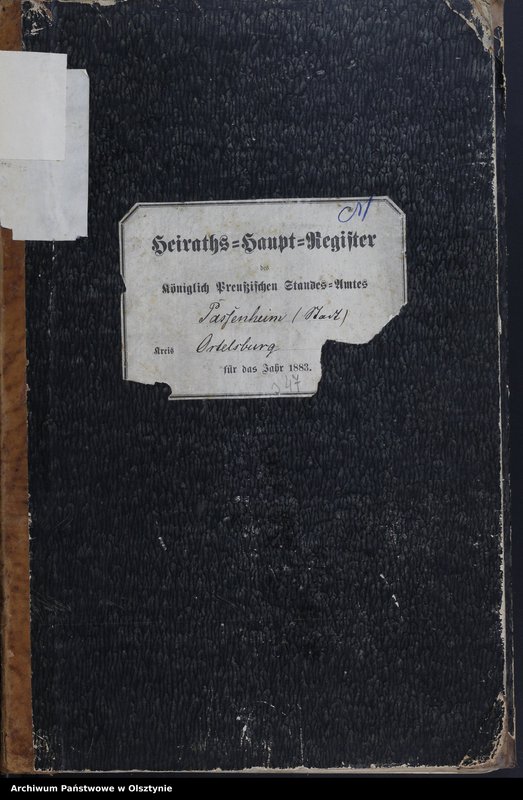 Heiraths=Haupt=Register
des
Königlich Preußischen Standes=Amtes
Passenheim (Stadt)
Kreis Ortelsburg
für das Jahr 1883.
247
Archiwum Państwowe w Olsztynie